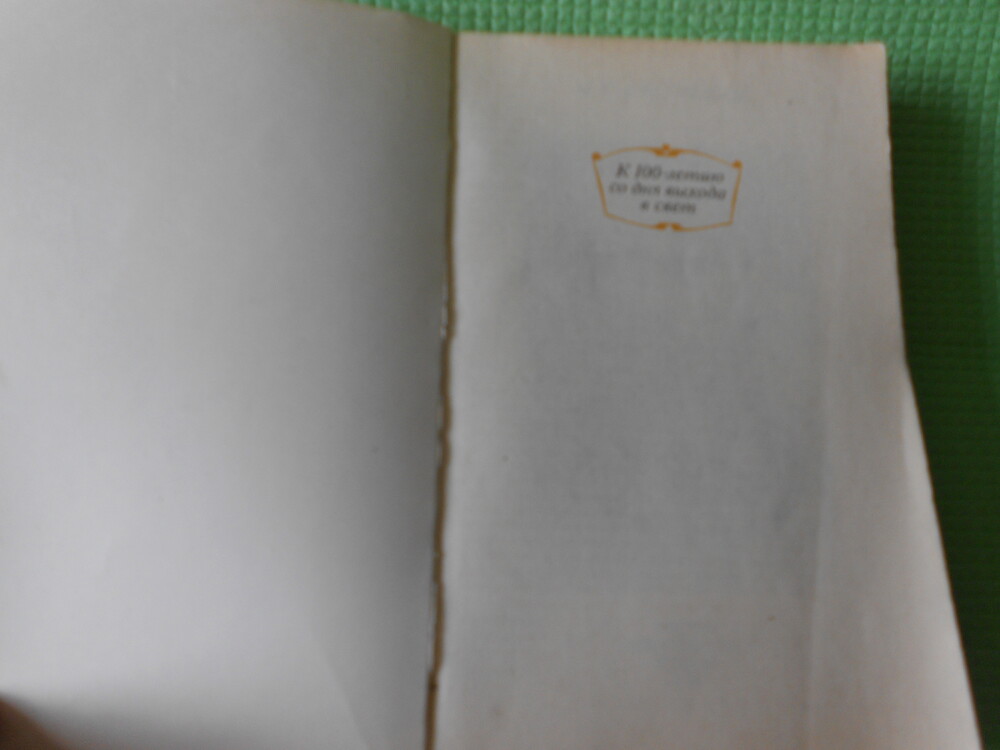 К 100-летию
со дня выхода
в свет